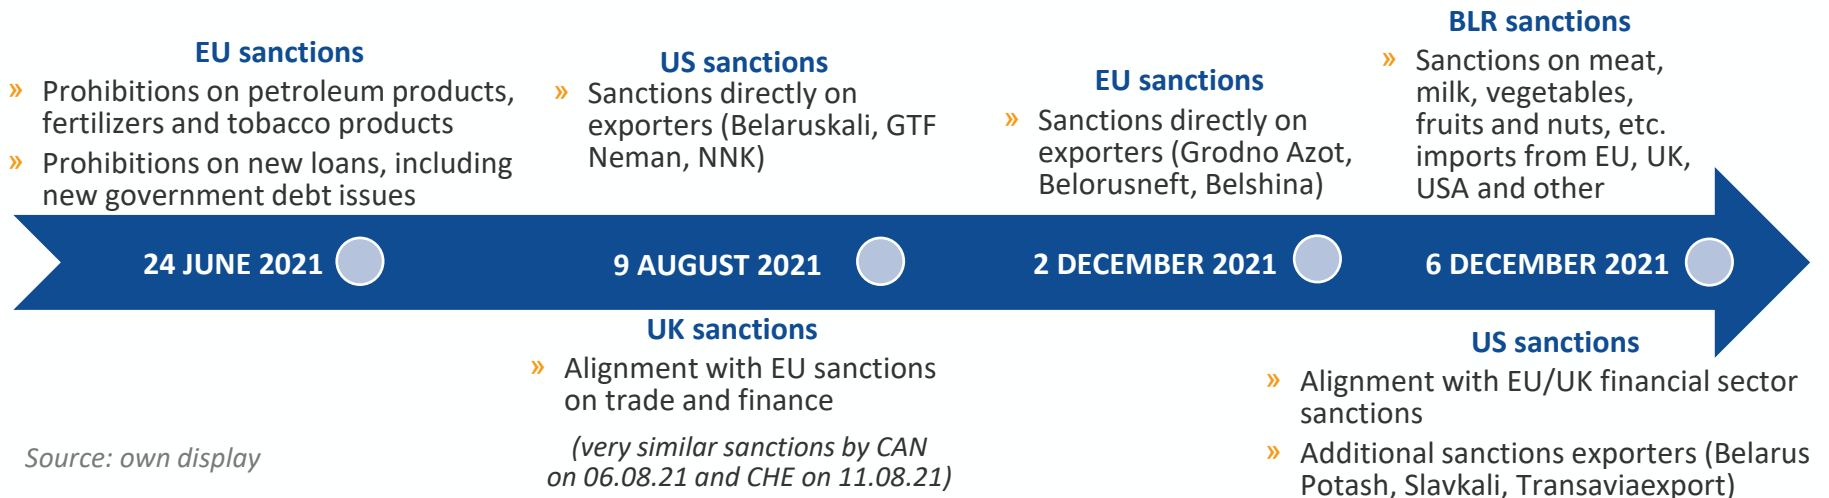 EU sanctions
» Prohibitions on petroleum products,
fertilizers and tobacco products
» Prohibitions on new loans, including
new government debt issues
US sanctions
» Sanctions directly on
exporters (Belaruskali, GTF
Neman, NNK)
EU sanctions
» Sanctions directly on
exporters (Grodno Azot,
Belorusneft, Belshina)
BLR sanctions
» Sanctions on meat,
milk, vegetables,
fruits and nuts, etc.
imports from EU, UK,
USA and other
24 JUNE 2021
9 AUGUST 2021
2 DECEMBER 2021
6 DECEMBER 2021
UK sanctions
» Alignment with EU sanctions
on trade and finance
(very similar sanctions by CAN
on 06.08.21 and CHE on 11.08.21)
US sanctions
» Alignment with EU/UK financial sector
sanctions
» Additional sanctions exporters (Belarus
Potash, Slavkali, Transaviaexport)
Source: own display